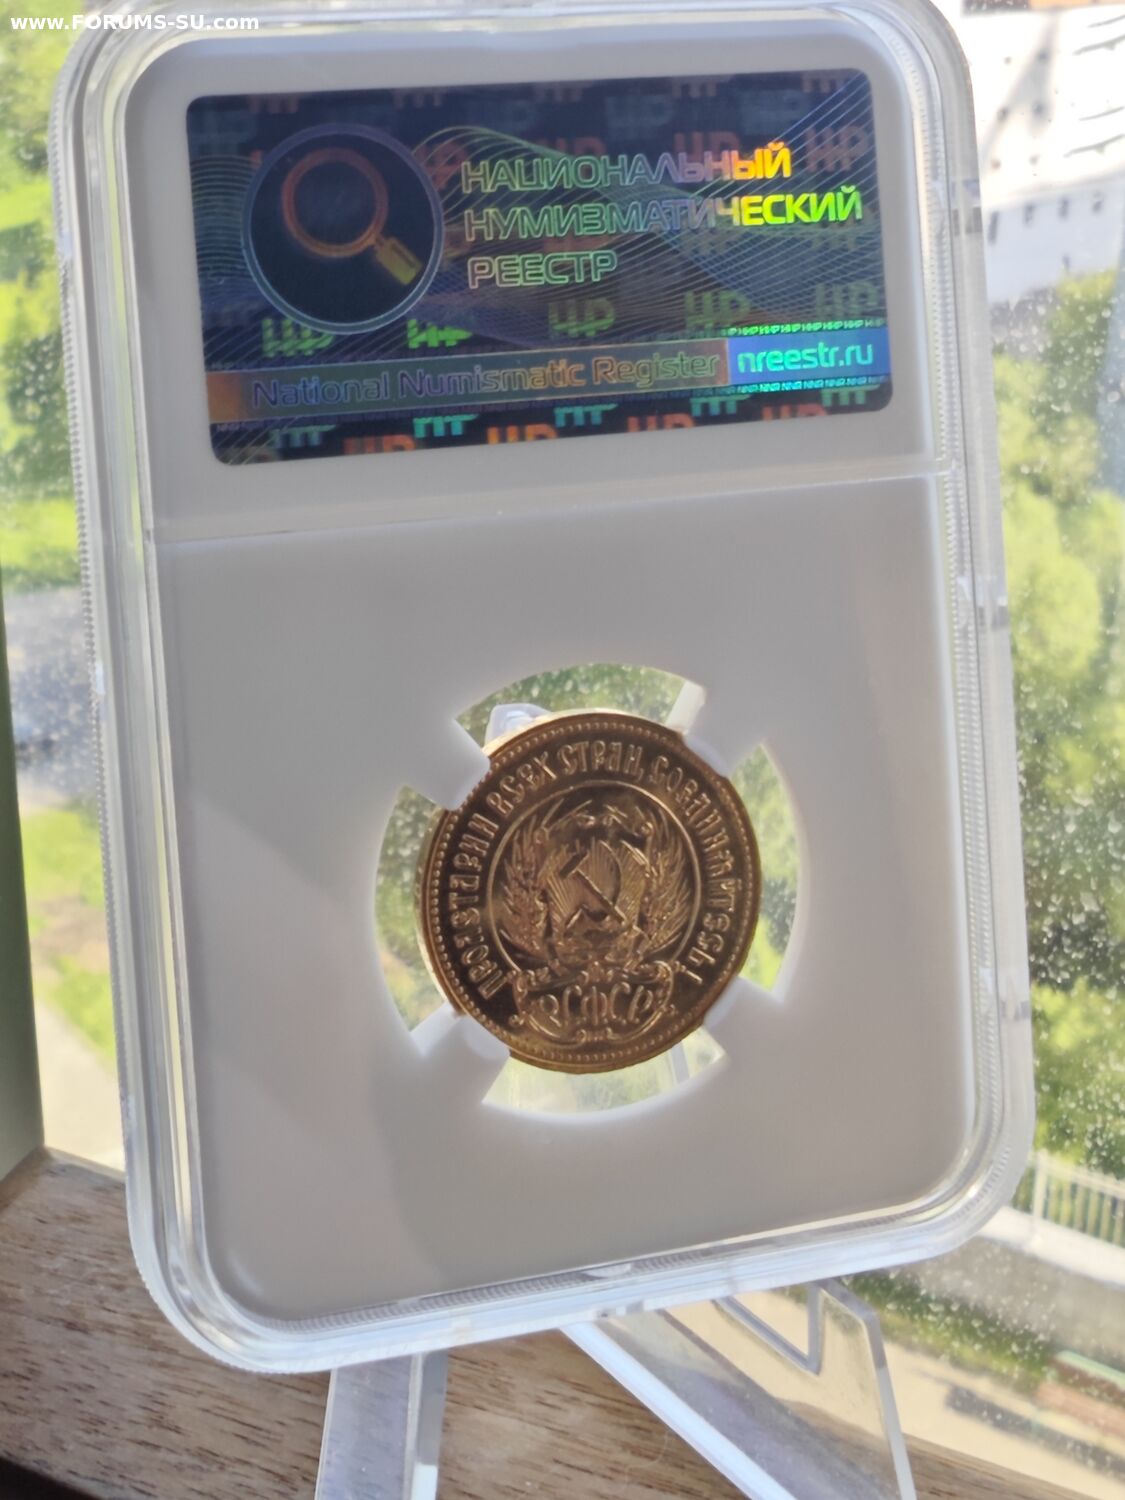 www.FORUMS-SU.com
НАЦИОНАЛЬНЫЙ
НУМИЗМАТИЧЕСКИЙ
РЕЕСТР
National Numismatic Register nreestr.ru
Пролетарии всех стран, соединяйтесь!
РСФСР